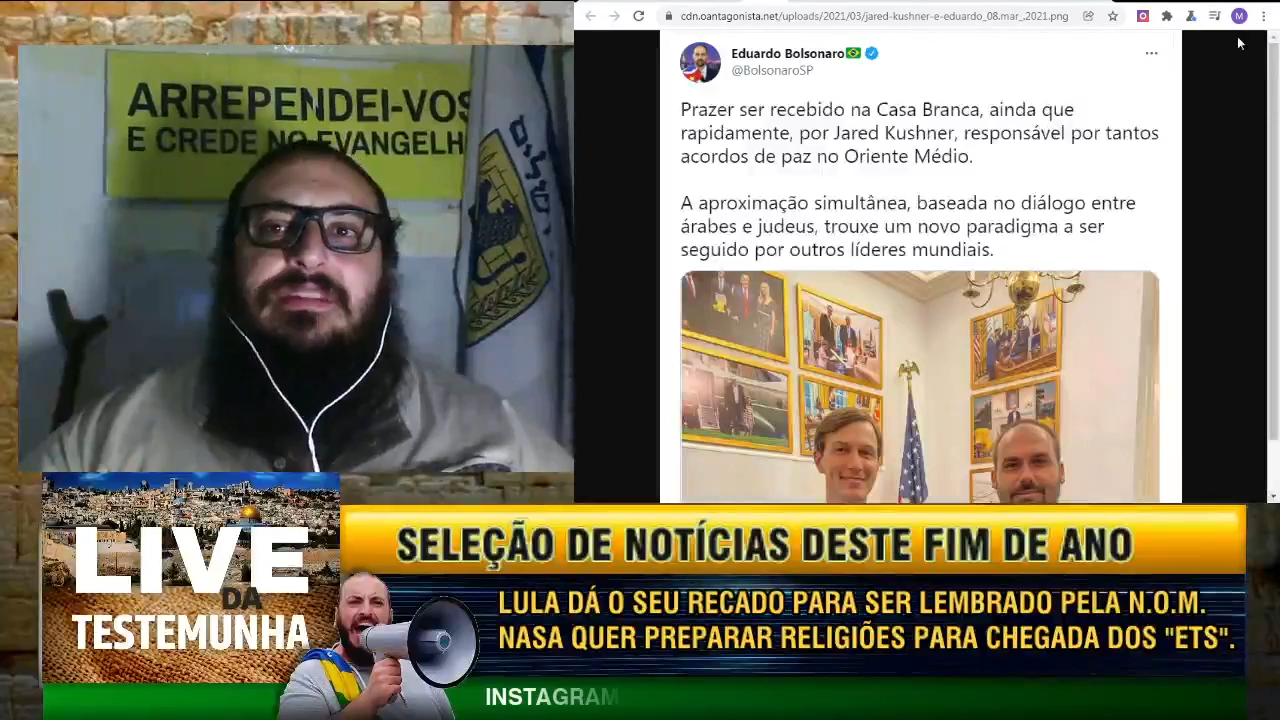 cdn.oantagonista.net/uploads/2021/03/jared-kushner-e-eduardo_08.mar_.2021.png
M
Eduardo Bolsonaro
@BolsonaroSP
Prazer ser recebido na Casa Branca, ainda que
rapidamente, por Jared Kushner, responsável por tantos
acordos de paz no Oriente Médio.
A aproximação simultânea, baseada no diálogo entre
árabes e judeus, trouxe um novo paradigma a ser
seguido por outros líderes mundiais.
ARREPENDEI-VOS
E CREDE NO EVANGELH
LIVE
DA
TESTEMUNHA
SELEÇÃO DE NOTÍCIAS DESTE FIM DE ANO
LULA DÁ O SEU RECADO PARA SER LEMBRADO PELA N.O.M.
NASA QUER PREPARAR RELIGIÕES PARA CHEGADA DOS "ETS".
INSTAGRAM